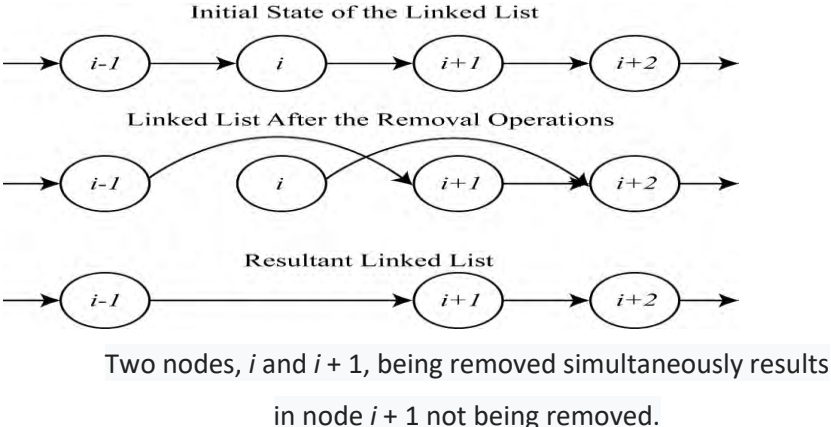 Initial State of the Linked List
i-1 i i+1 i+2
Linked List After the Removal Operations
i-1 i i+1 i+2
Resultant Linked List
i-1 i+1 i+2
Two nodes, i and i + 1, being removed simultaneously results
in node i + 1 not being removed.